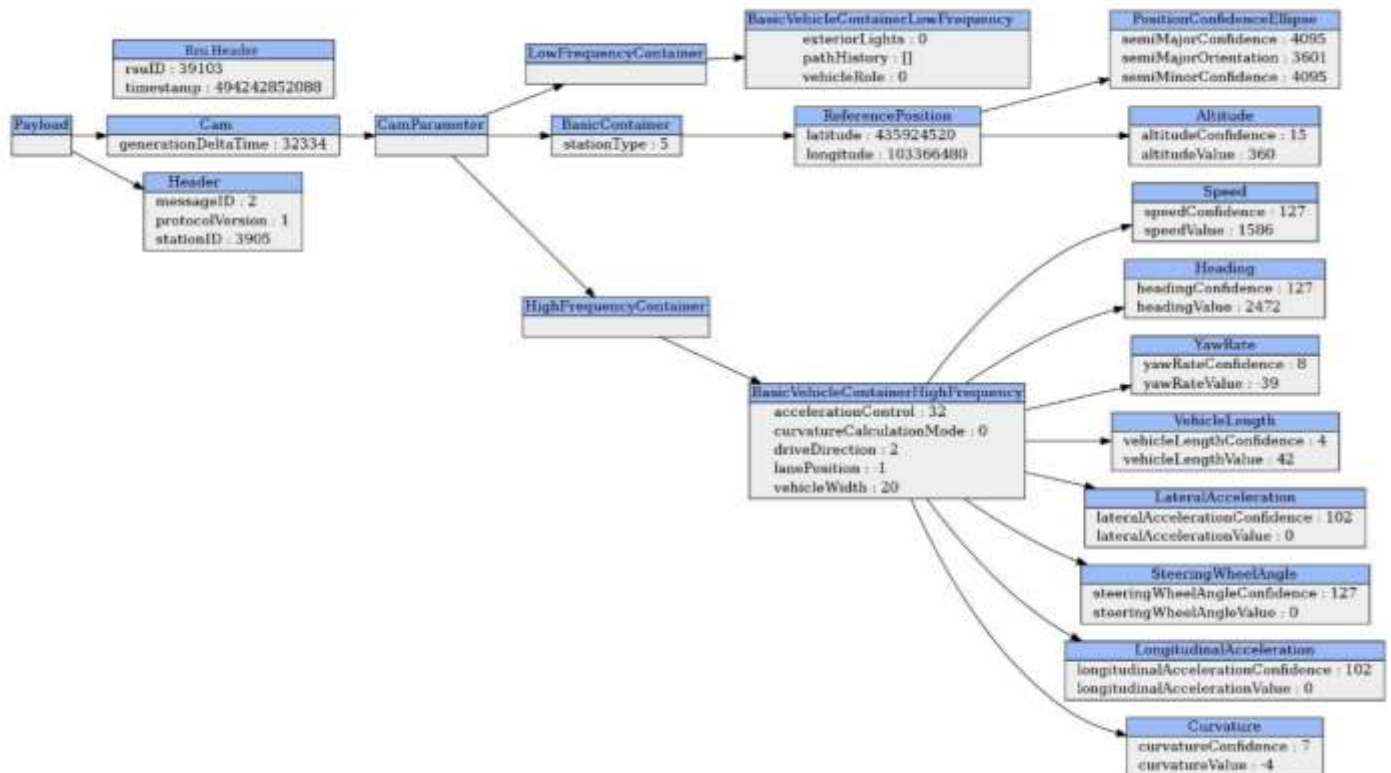 Rsu Header
rsuID : 39103
timestamp : 494242852088
Payload
Cam
generationDeltaTime : 32334
Header
messageID : 2
protocolVersion : 1
stationID : 3905
CamParameter
LowFrequencyContainer
BasicContainer
stationType : 5
HighFrequencyContainer
BasicVehicleContainerLowFrequency
exteriorLights : 0
pathHistory : []
vehicleRole : 0
ReferencePosition
latitude : 435924520
longitude : 103366480
BasicVehicleContainerHighFrequency
accelerationControl : 32
curvatureCalculationMode : 0
driveDirection : 2
lanePosition : -1
vehicleWidth : 20
PositionConfidenceEllipse
semiMajorConfidence : 4095
semiMajorOrientation : 3601
semiMinorConfidence : 4095
Altitude
altitudeConfidence : 15
altitudeValue : 360
Speed
speedConfidence : 127
speedValue : 1586
Heading
headingConfidence : 127
headingValue : 2472
YawRate
yawRateConfidence : 8
yawRateValue : -39
VehicleLength
vehicleLengthConfidence : 4
vehicleLengthValue : 42
LateralAcceleration
lateralAccelerationConfidence : 102
lateralAccelerationValue : 0
SteeringWheelAngle
steeringWheelAngleConfidence : 127
steeringWheelAngleValue : 0
LongitudinalAcceleration
longitudinalAccelerationConfidence : 102
longitudinalAccelerationValue : 0
Curvature
curvatureConfidence : 7
curvatureValue : -4